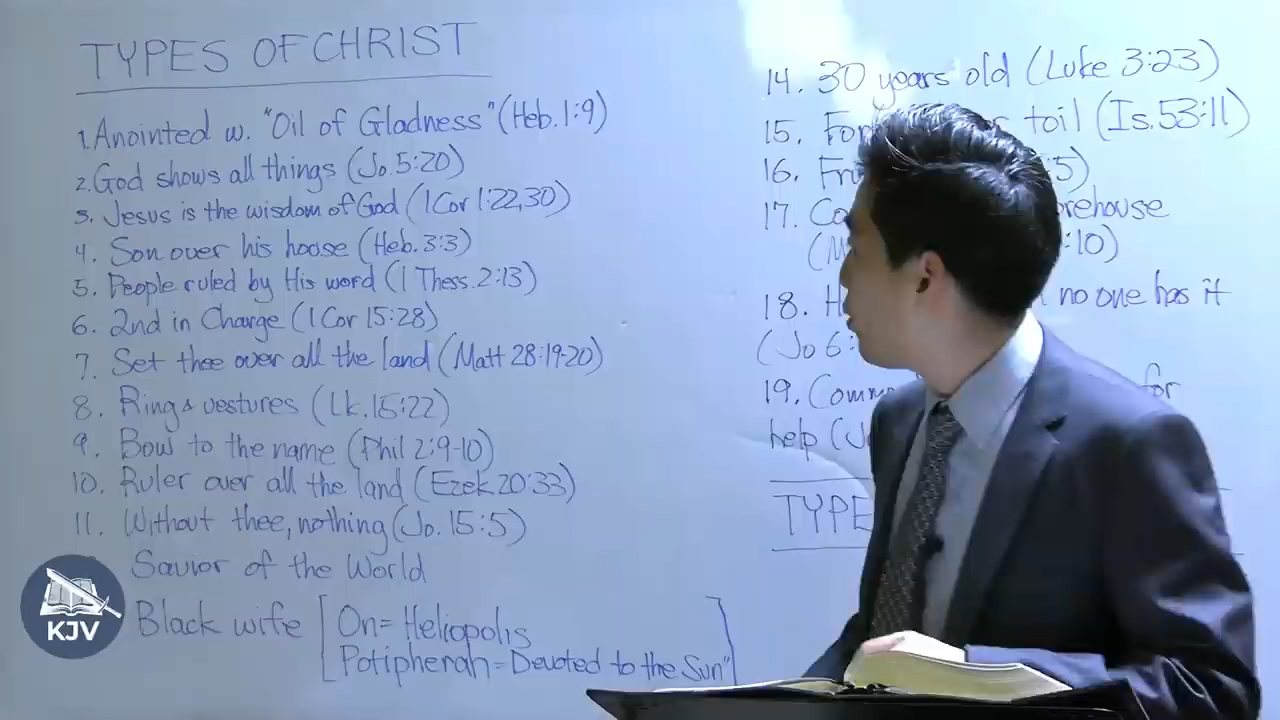 TYPES OF CHRIST
1. Anointed w. "Oil of Gladness" (Heb. 1:9)
2. God shows all things (Jo. 5:20)
3. Jesus is the wisdom of God (1 Cor 1:22,30)
4. Son over his house (Heb. 3:3)
5. People ruled by His word (1 Thess. 2:13)
6. 2nd in Charge (1 Cor 15:28)
7. Set thee over all the land (Matt 28:19-20)
8. Ring & vestures (Lk. 15:22)
9. Bow to the name (Phil 2:9-10)
10. Ruler over all the land (Ezek 20:33)
11. Without thee, nothing (Jo. 15:5)
Savior of the World
Black wife [On = Heliopolis
Potipherah = Devoted to the Sun"]
KJV
14. 30 years old (Luke 3:23)
15. toil (Is. 53:11)
16. 5)
17. :10)
18. no one has it
(Jo 6:
19. for
help (J
TYPE